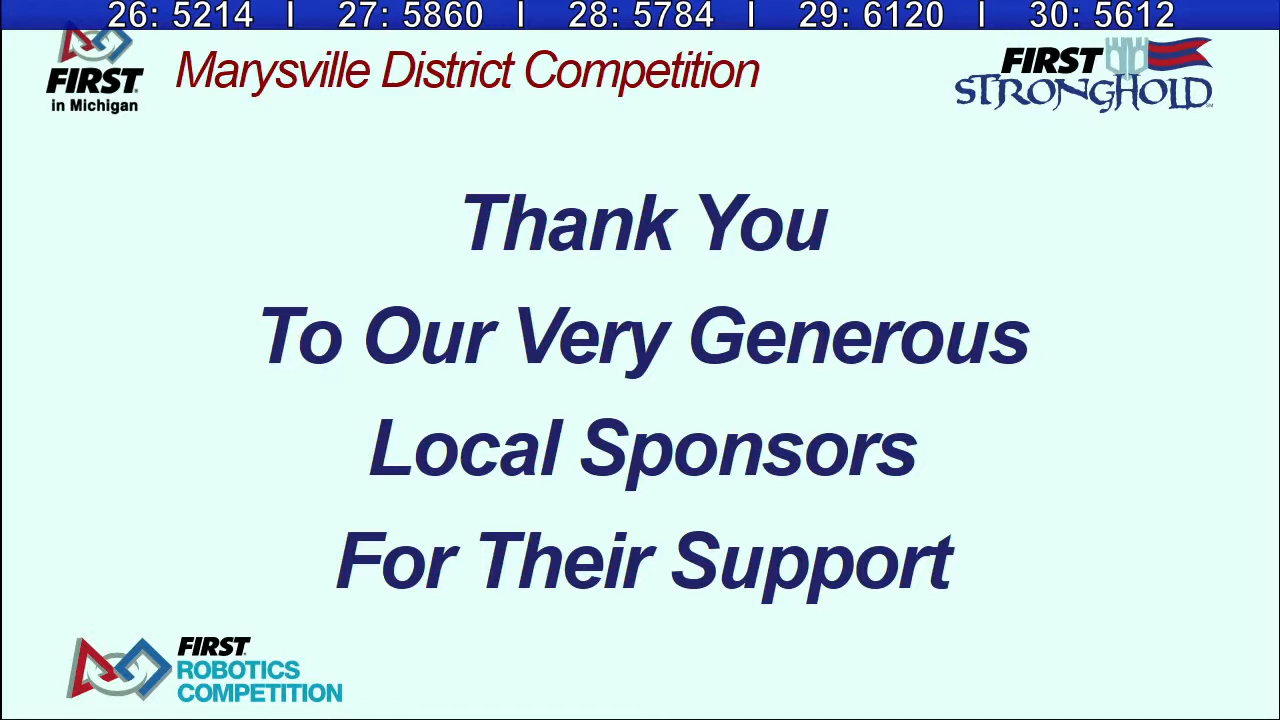 26: 5214 I 27: 5860 I 28: 5784 I 29: 6120 I 30: 5612
FIRST
in Michigan
Marysville District Competition
FIRST
STRONGHOLD
Thank You
To Our Very Generous
Local Sponsors
For Their Support
FIRST
ROBOTICS
COMPETITION